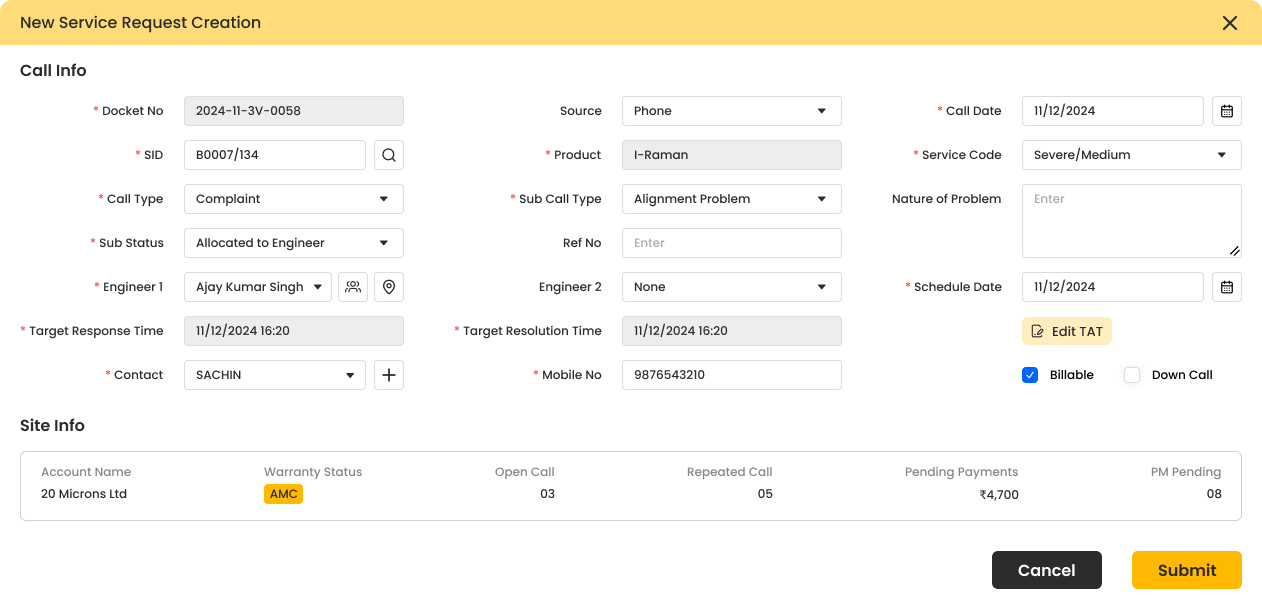 New Service Request Creation
Call Info
* Docket No 2024-11-3V-0058 Source Phone * Call Date 11/12/2024
* SID B0007/134 * Product I-Raman * Service Code Severe/Medium
* Call Type Complaint * Sub Call Type Alignment Problem Nature of Problem Enter
* Sub Status Allocated to Engineer Ref No Enter
* Engineer 1 Ajay Kumar Singh Engineer 2 None * Schedule Date 11/12/2024
* Target Response Time 11/12/2024 16:20 * Target Resolution Time 11/12/2024 16:20 Edit TAT
* Contact SACHIN * Mobile No 9876543210 Billable Down Call
Site Info
Account Name Warranty Status Open Call Repeated Call Pending Payments PM Pending
20 Microns Ltd AMC 03 05 ₹4,700 08
Cancel Submit